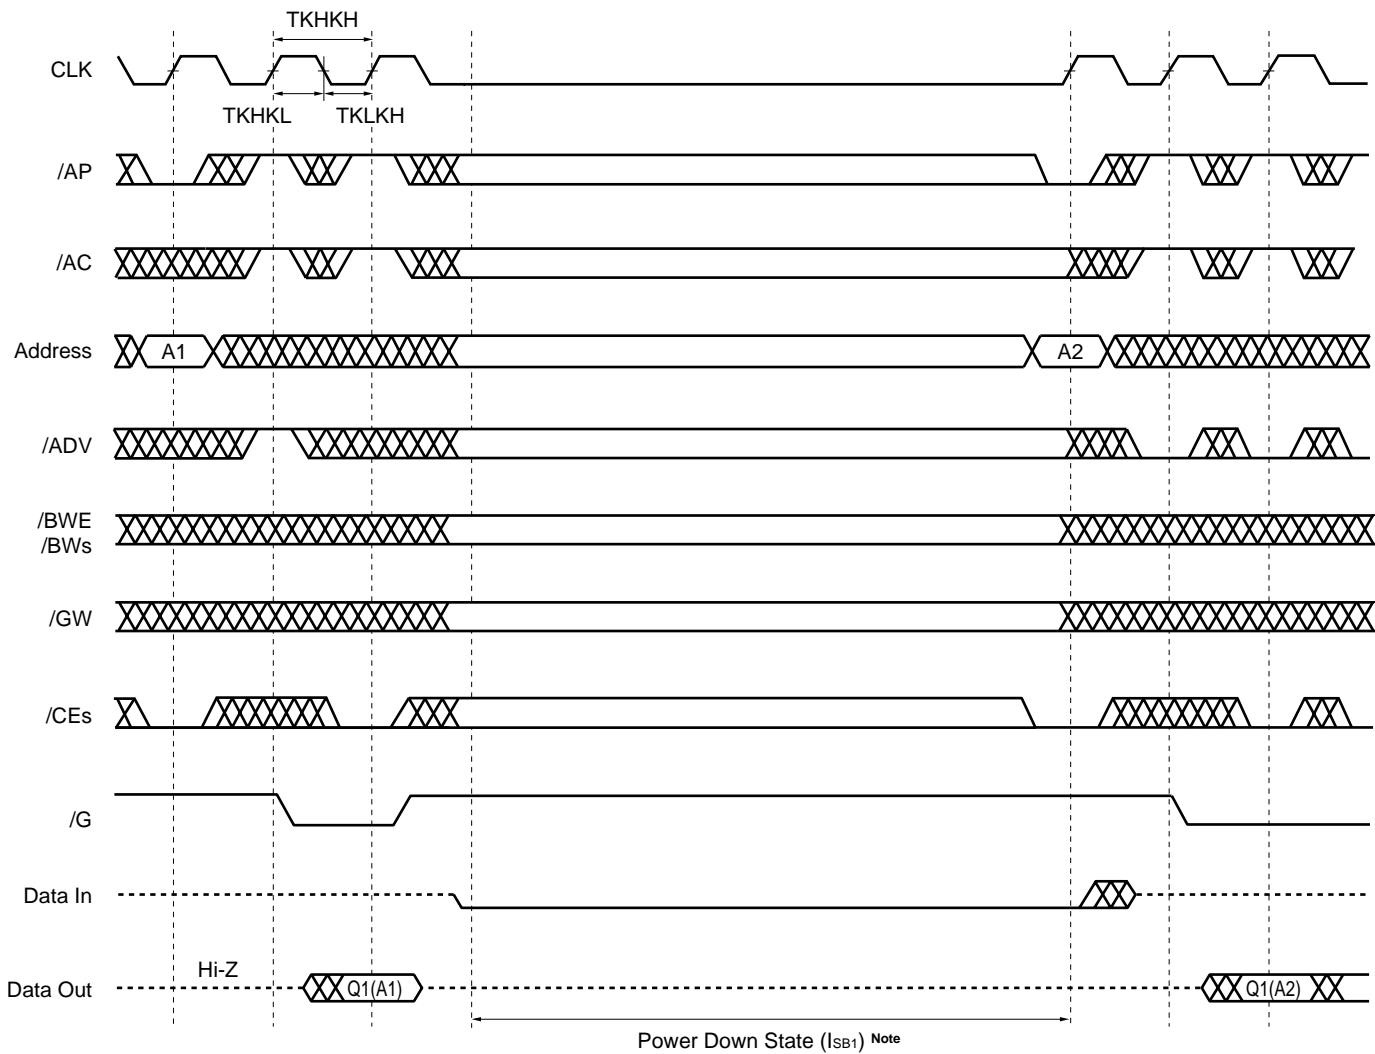 TKHKH
CLK
TKHKL TKLKH
/AP
/AC
Address A1 A2
/ADV
/BWE
/BWs
/GW
/CEs
/G
Data In
Hi-Z
Data Out Q1(A1) Q1(A2)
Power Down State (ISB1) Note